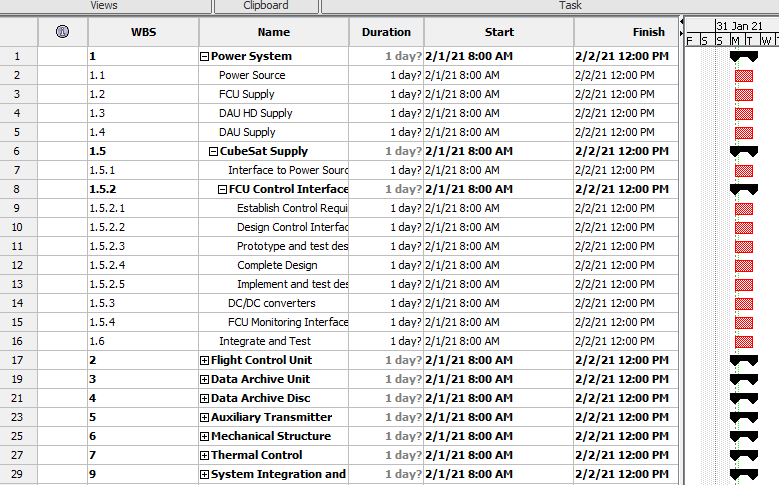 Views Clipboard Task
WBS Name Duration Start Finish 31 Jan 21
F S S M T W T
1 1 Power System 1 day? 2/1/21 8:00 AM 2/2/21 12:00 PM
2 1.1 Power Source 1 day? 2/1/21 8:00 AM 2/2/21 12:00 PM
3 1.2 FCU Supply 1 day? 2/1/21 8:00 AM 2/2/21 12:00 PM
4 1.3 DAU HD Supply 1 day? 2/1/21 8:00 AM 2/2/21 12:00 PM
5 1.4 DAU Supply 1 day? 2/1/21 8:00 AM 2/2/21 12:00 PM
6 1.5 CubeSat Supply 1 day? 2/1/21 8:00 AM 2/2/21 12:00 PM
7 1.5.1 Interface to Power Sourc 1 day? 2/1/21 8:00 AM 2/2/21 12:00 PM
8 1.5.2 FCU Control Interface 1 day? 2/1/21 8:00 AM 2/2/21 12:00 PM
9 1.5.2.1 Establish Control Requi 1 day? 2/1/21 8:00 AM 2/2/21 12:00 PM
10 1.5.2.2 Design Control Interfac 1 day? 2/1/21 8:00 AM 2/2/21 12:00 PM
11 1.5.2.3 Prototype and test des 1 day? 2/1/21 8:00 AM 2/2/21 12:00 PM
12 1.5.2.4 Complete Design 1 day? 2/1/21 8:00 AM 2/2/21 12:00 PM
13 1.5.2.5 Implement and test des 1 day? 2/1/21 8:00 AM 2/2/21 12:00 PM
14 1.5.3 DC/DC converters 1 day? 2/1/21 8:00 AM 2/2/21 12:00 PM
15 1.5.4 FCU Monitoring Interface 1 day? 2/1/21 8:00 AM 2/2/21 12:00 PM
16 1.6 Integrate and Test 1 day? 2/1/21 8:00 AM 2/2/21 12:00 PM
17 2 Flight Control Unit 1 day? 2/1/21 8:00 AM 2/2/21 12:00 PM
19 3 Data Archive Unit 1 day? 2/1/21 8:00 AM 2/2/21 12:00 PM
21 4 Data Archive Disc 1 day? 2/1/21 8:00 AM 2/2/21 12:00 PM
23 5 Auxiliary Transmitter 1 day? 2/1/21 8:00 AM 2/2/21 12:00 PM
25 6 Mechanical Structure 1 day? 2/1/21 8:00 AM 2/2/21 12:00 PM
27 7 Thermal Control 1 day? 2/1/21 8:00 AM 2/2/21 12:00 PM
29 9 System Integration and 1 day? 2/1/21 8:00 AM 2/2/21 12:00 PM